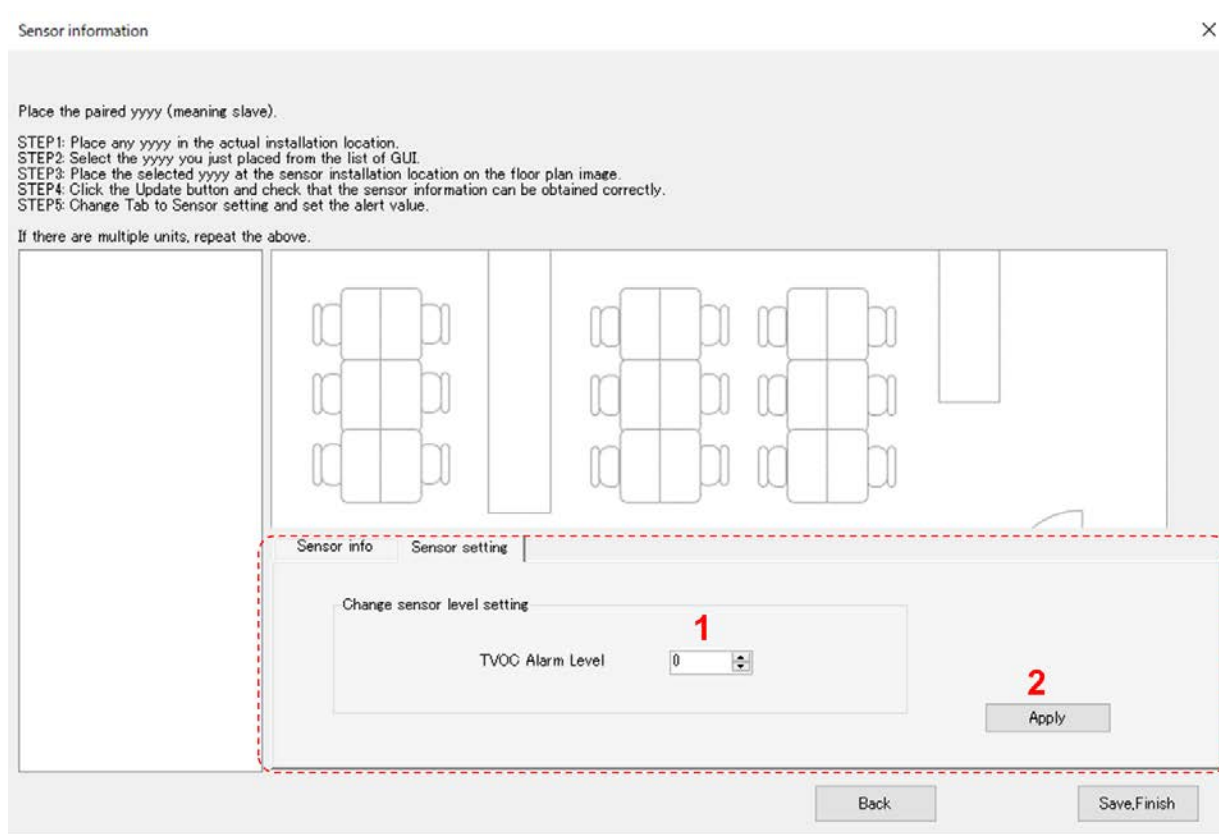 Sensor information
Place the paired yyyy (meaning slave).
STEP1: Place any yyyy in the actual installation location.
STEP2: Select the yyyy you just placed from the list of GUI.
STEP3: Place the selected yyyy at the sensor installation location on the floor plan image.
STEP4: Click the Update button and check that the sensor information can be obtained correctly.
STEP5: Change Tab to Sensor setting and set the alert value.
If there are multiple units, repeat the above.
Sensor info Sensor setting
Change sensor level setting
1
TVOC Alarm Level 0
2
Apply
Back Save,Finish